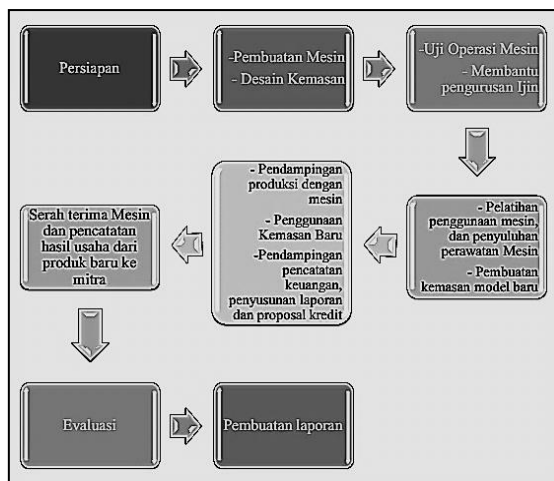 Persiapan
-Pembuatan Mesin
- Desain Kemasan
-Uji Operasi Mesin
- Membantu
pengurusan Ijin
- Pelatihan
penggunaan mesin,
dan penyuluhan
perawatan Mesin
- Pembuatan
kemasan model baru
- Pendampingan
produksi dengan
mesin
- Penggunaan
Kemasan Baru
-Pendampingan
pencatatan
keuangan,
penyusunan laporan
dan proposal kredit
Serah terima Mesin
dan pencatatan
hasil usaha dari
produk baru ke
mitra
Evaluasi
Pembuatan laporan